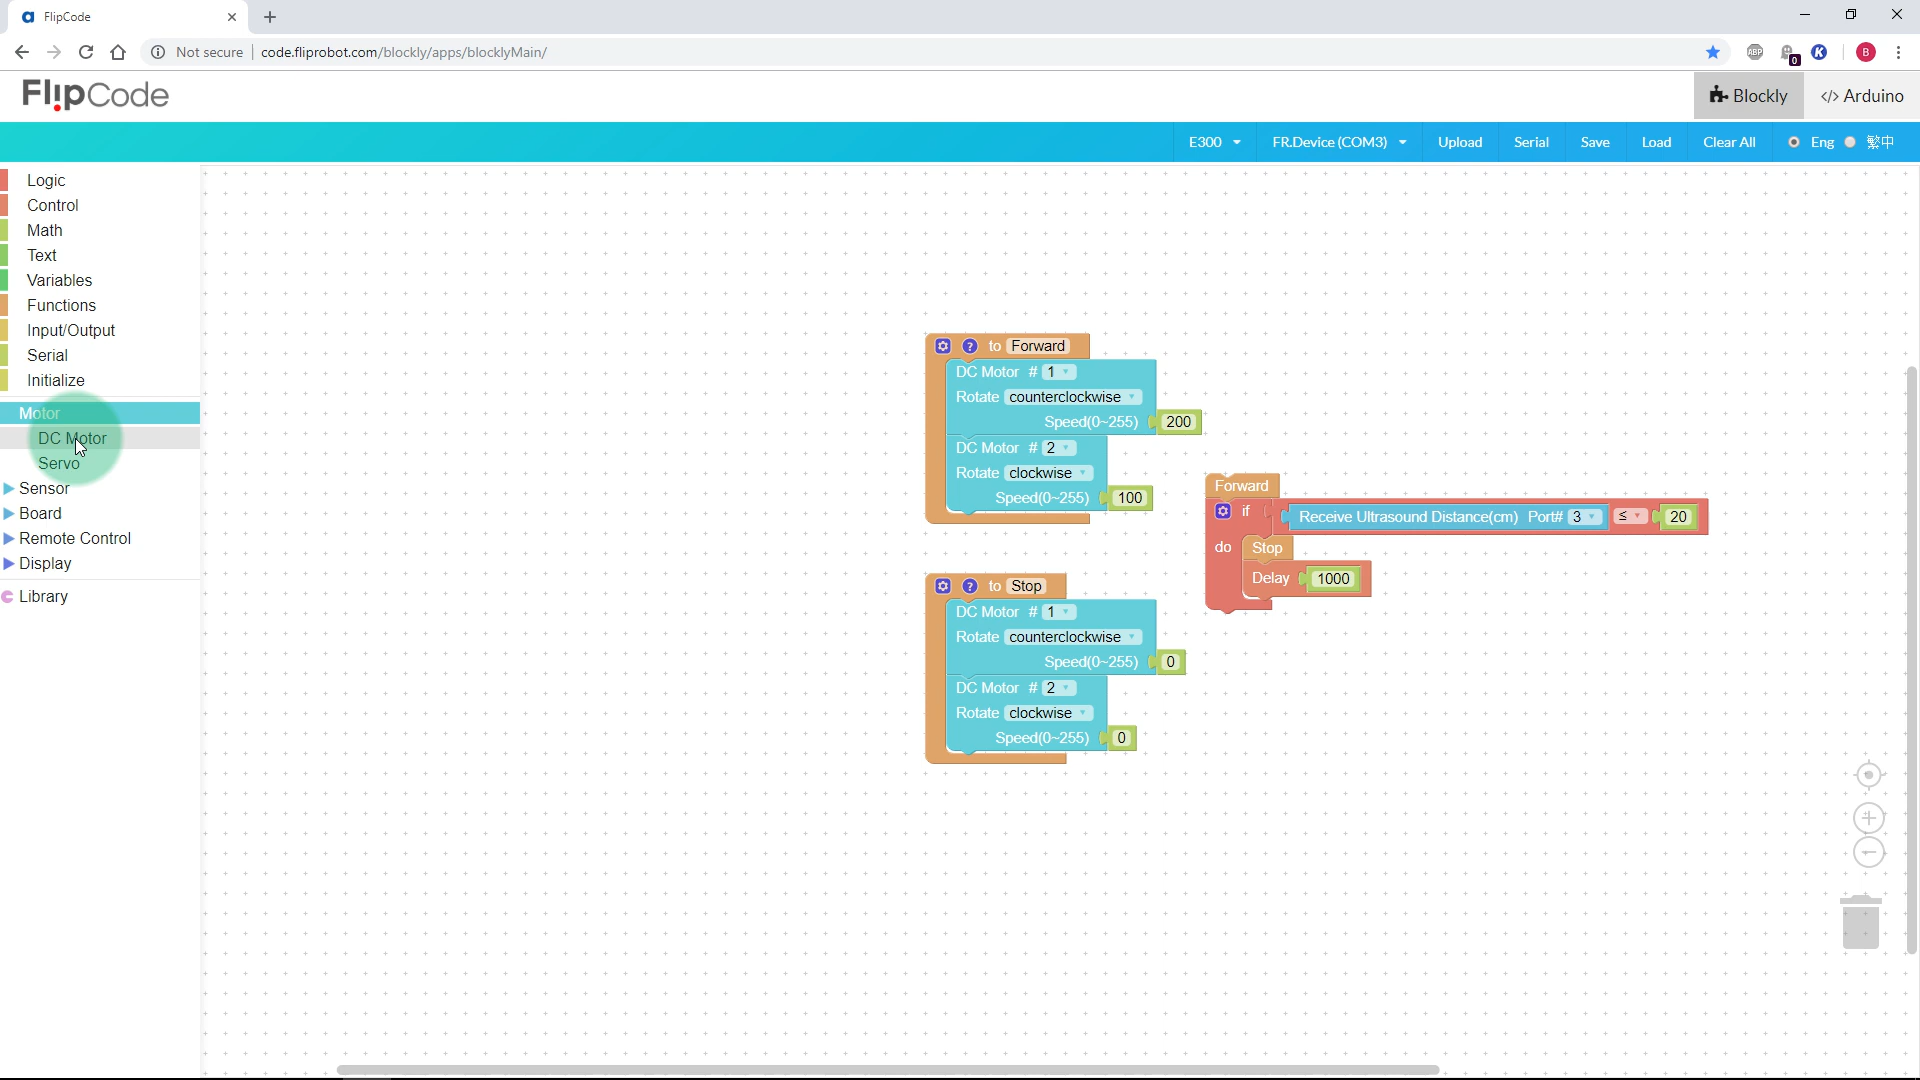 FlipCode
Not secure code.fliprobot.com/blockly/apps/blocklyMain/
ABP
0
K
B
FlipCode
Blockly
</> Arduino
E300
FR.Device (COM3)
Upload
Serial
Save
Load
Clear All
Eng
繁中
Logic
Control
Math
Text
Variables
Functions
Input/Output
Serial
Initialize
Motor
DC Motor
Servo
Sensor
Board
Remote Control
Display
Library
? to Forward
DC Motor # 1
Rotate counterclockwise
Speed(0~255) 200
DC Motor # 2
Rotate clockwise
Speed(0~255) 100
? to Stop
DC Motor # 1
Rotate counterclockwise
Speed(0~255) 0
DC Motor # 2
Rotate clockwise
Speed(0~255) 0
Forward
if Receive Ultrasound Distance(cm) Port# 3 ≤ 20
do Stop
Delay 1000